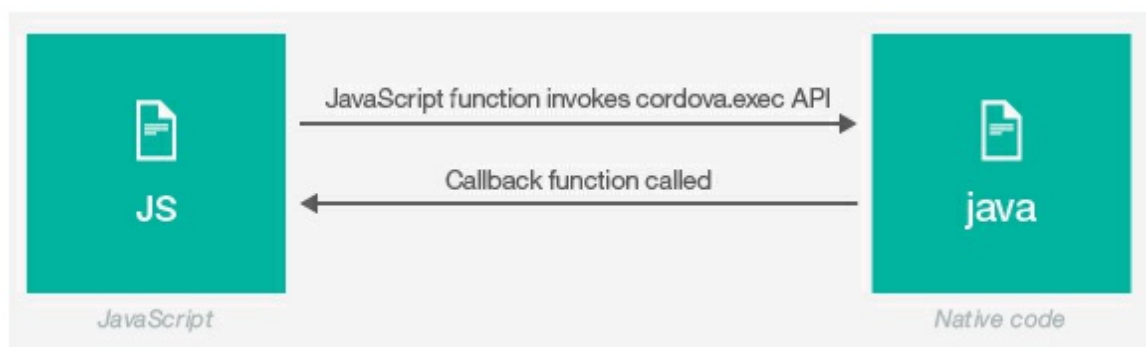 JavaScript function invokes cordova.exec API
Callback function called
JS
java
JavaScript
Native code